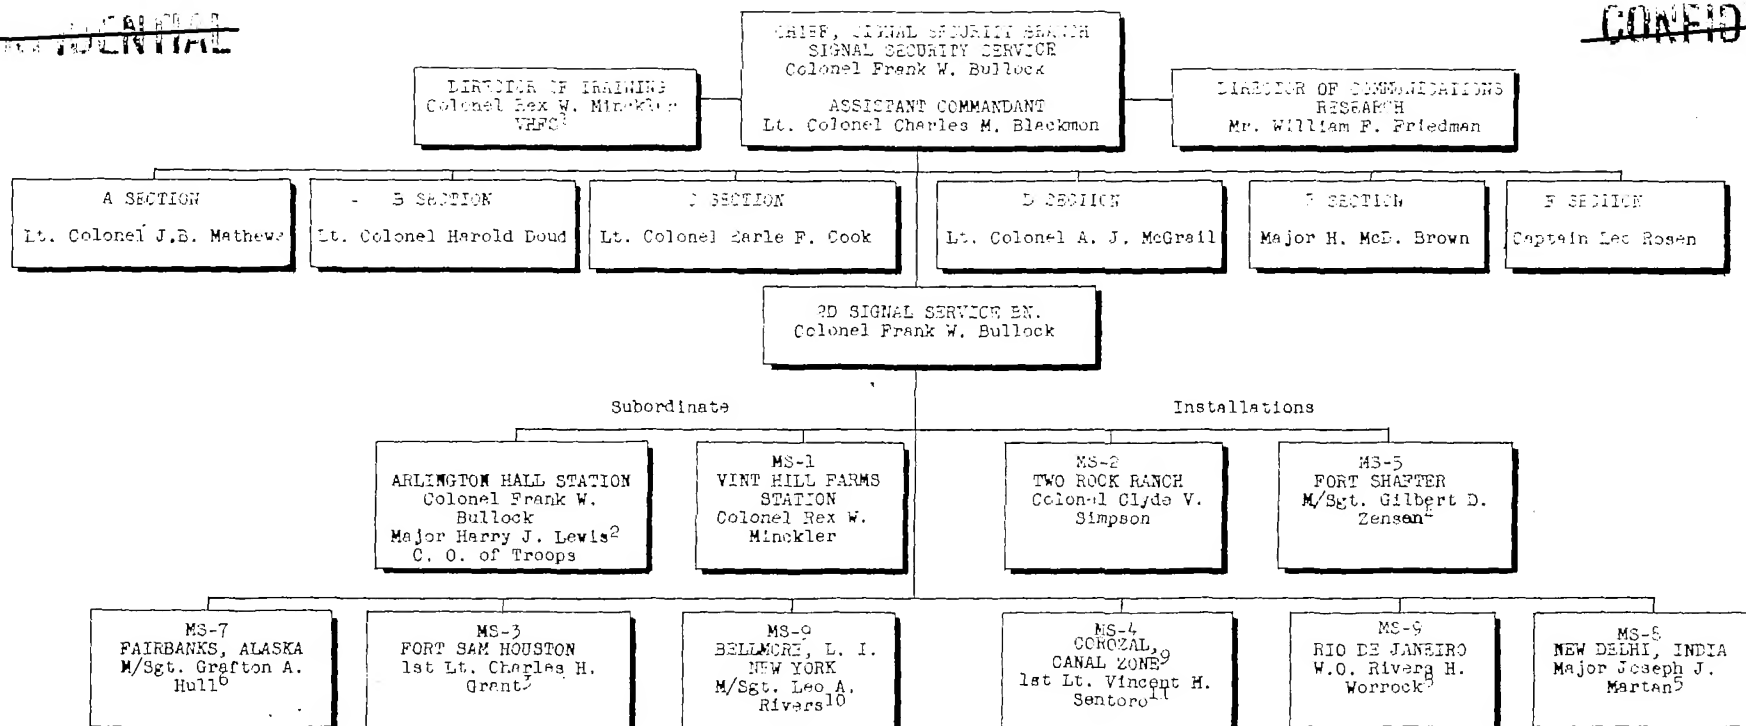 CONFID
CHIEF, SIGNAL SECURITY BRANCH
SIGNAL SECURITY SERVICE
Colonel Frank W. Bullock
ASSISTANT COMMANDANT
Lt. Colonel Charles M. Blackmon
DIRECTOR OF TRAINING
Colonel Rex W. Minckler
VHFS1
DIRECTOR OF COMMUNICATIONS
RESEARCH
Mr. William F. Friedman
A SECTION
Lt. Colonel J.B. Mathews
B SECTION
Lt. Colonel Harold Doud
C SECTION
Lt. Colonel Earle F. Cook
D SECTION
Lt. Colonel A. J. McGrail
SECTION
Major H. McD. Brown
F SECTION
Captain Leo Rosen
2D SIGNAL SERVICE BN.
Colonel Frank W. Bullock
Subordinate Installations
ARLINGTON HALL STATION
Colonel Frank W.
Bullock
Major Harry J. Lewis2
C. O. of Troops
MS-1
VINT HILL FARMS
STATION
Colonel Rex W.
Minckler
MS-2
TWO ROCK RANCH
Colonel Clyde V.
Simpson
MS-5
FORT SHAFTER
M/Sgt. Gilbert D.
Zensen4
MS-7
FAIRBANKS, ALASKA
M/Sgt. Grafton A.
Hull6
MS-3
FORT SAM HOUSTON
1st Lt. Charles H.
Grant3
BELLMORE, L. I.
NEW YORK
M/Sgt. Leo A.
Rivers10
MS-4
COROZAL,
CANAL ZONE9
1st Lt. Vincent H.
Santoro11
MS-9
RIO DE JANEIRO
W.O. Rivera H.
Worrock
MS-8
NEW DELHI, INDIA
Major Joseph J.
Martan5